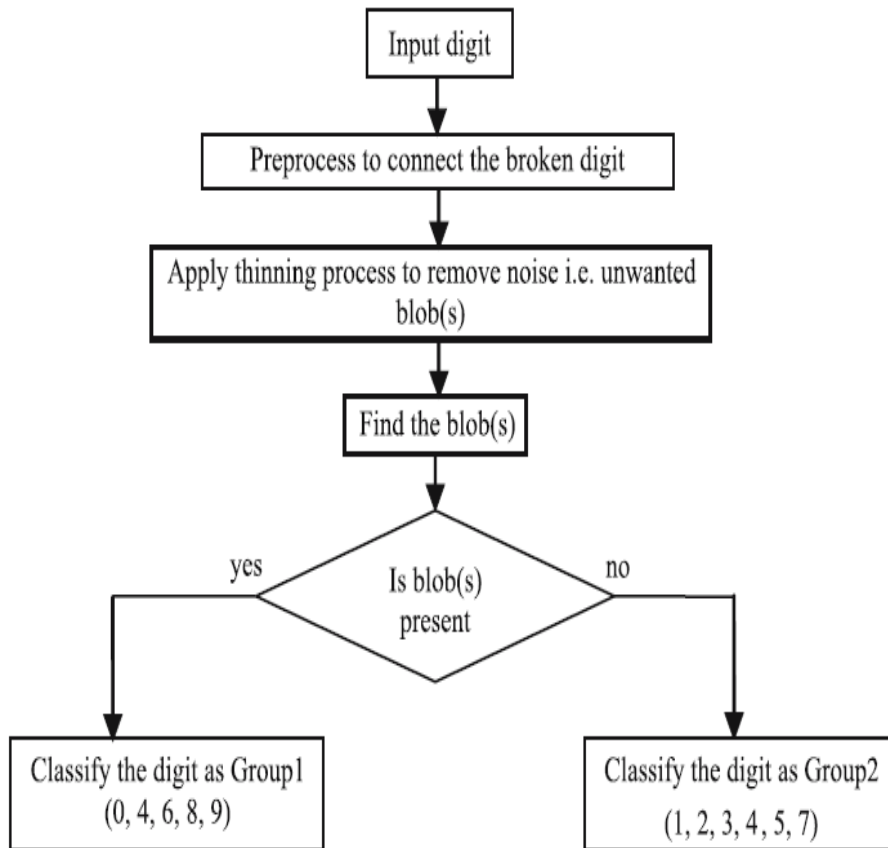 Input digit
Preprocess to connect the broken digit
Apply thinning process to remove noise i.e. unwanted
blob(s)
Find the blob(s)
yes
Is blob(s)
present
no
Classify the digit as Group1
(0, 4, 6, 8, 9)
Classify the digit as Group2
(1, 2, 3, 4, 5, 7)